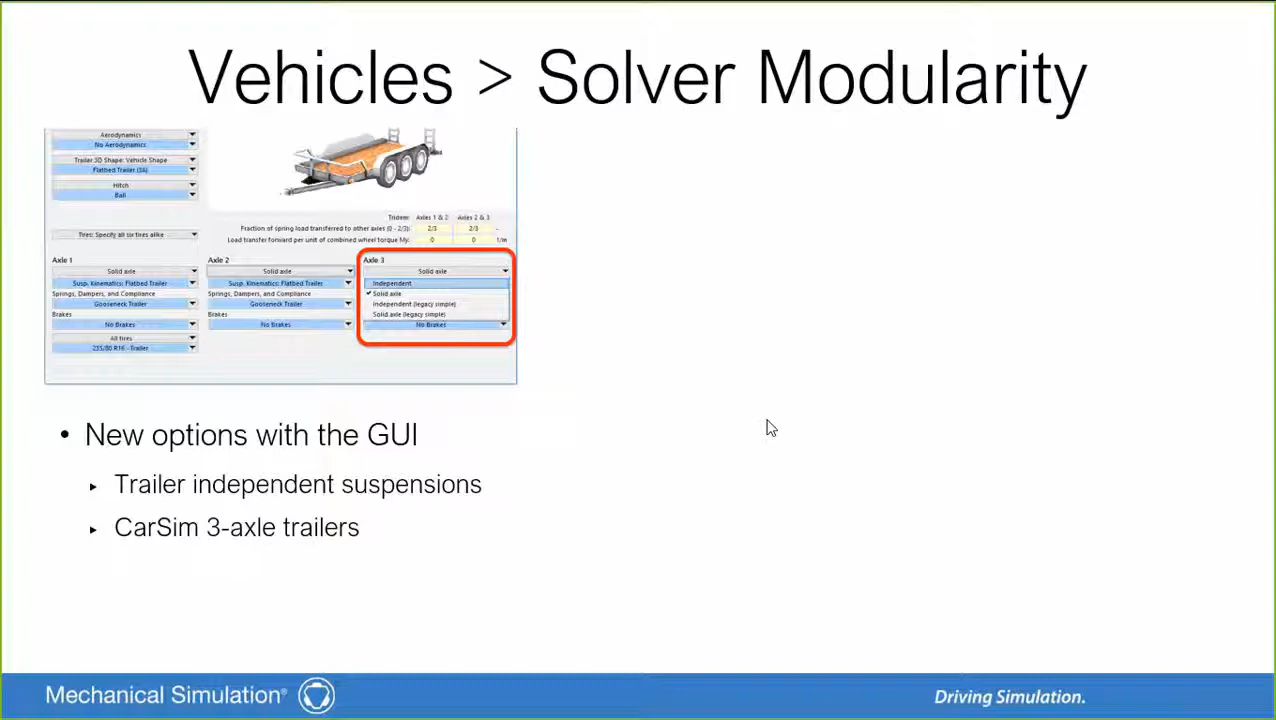 Vehicles > Solver Modularity
Aerodynamics
No Aerodynamics
Trailer 3D Shape: Vehicle Shape
Flatbed Trailer (3A)
Hitch
Ball
Tridem: Axles 1 & 2 Axles 2 & 3
Fraction of spring load transferred to other axles (0 - 2/3): 2/3 2/3 -
Load transfer forward per unit of combined wheel torque My: 0 0 1/m
Tires: Specify all six tires alike
Axle 1 Axle 2 Axle 3
Solid axle Solid axle Solid axle
Susp. Kinematics: Flatbed Trailer Susp. Kinematics: Flatbed Trailer Independent
Springs, Dampers, and Compliance Springs, Dampers, and Compliance Solid axle
Gooseneck Trailer Gooseneck Trailer Independent (legacy simple)
Brakes Brakes Solid axle (legacy simple)
No Brakes No Brakes No Brakes
All tires
235/80 R16 - Trailer
• New options with the GUI
▸ Trailer independent suspensions
▸ CarSim 3-axle trailers
Mechanical Simulation® Driving Simulation.